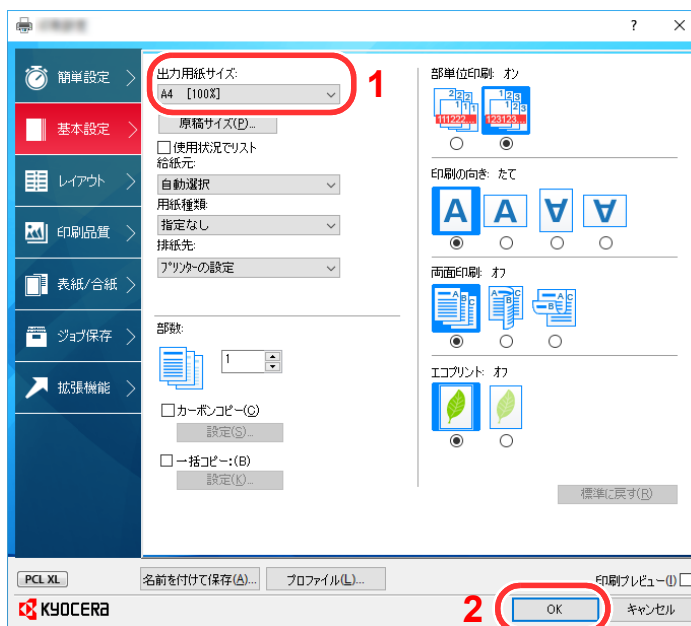 ? ×
簡単設定
基本設定
レイアウト
印刷品質
表紙/合紙
ジョブ保存
拡張機能
出力用紙サイズ:
A4 [100%]
1
原稿サイズ(P)...
使用状況でリスト
給紙元:
自動選択
用紙種類:
指定なし
排紙先:
プリンターの設定
部数:
1
カーボンコピー(C)
設定(S)...
一括コピー:(B)
設定(K)...
部単位印刷: オン
222 111 111222...
123 123123...
印刷の向き: たて
A A A A
両面印刷: オフ
A B C
A B C
A B C
エコプリント: オフ
標準に戻す(R)
PCL XL
名前を付けて保存(A)...
プロファイル(L)...
印刷プレビュー(I)
KYOCERA
2
OK
キャンセル